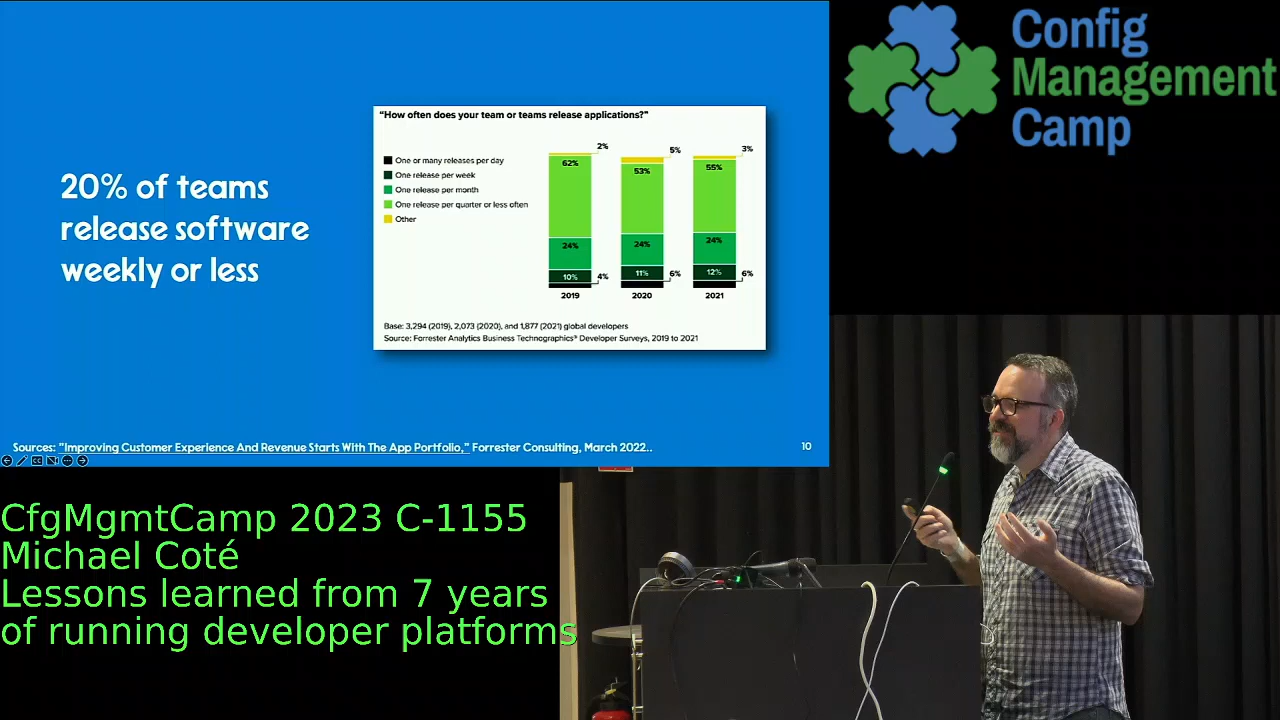 20% of teams
release software
weekly or less
"How often does your team or teams release applications?"
One or many releases per day
One release per week
One release per month
One release per quarter or less often
Other
2%
62%
24%
10%
4%
2019
5%
53%
24%
11%
6%
2020
3%
55%
24%
12%
6%
2021
Base: 3,294 (2019), 2,073 (2020), and 1,877 (2021) global developers
Source: Forrester Analytics Business Technographics® Developer Surveys, 2019 to 2021
Sources: "Improving Customer Experience And Revenue Starts With The App Portfolio," Forrester Consulting, March 2022..
10
Config
Management
Camp
CfgMgmtCamp 2023 C-1155
Michael Coté
Lessons learned from 7 years
of running developer platforms